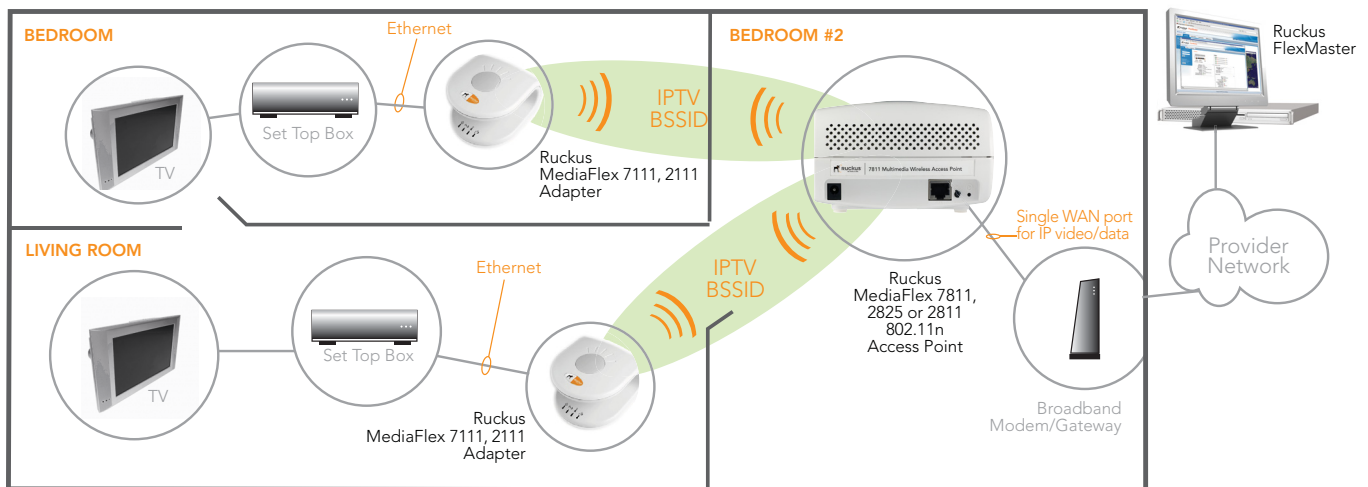 BEDROOM
Ethernet
TV
Set Top Box
Ruckus
MediaFlex 7111, 2111
Adapter
IPTV
BSSID
BEDROOM #2
RUCKUS
7811 Multimedia Wireless Access Point
Single WAN port
for IP video/data
Ruckus
MediaFlex 7811,
2825 or 2811
802.11n
Access Point
Broadband
Modem/Gateway
Ruckus
FlexMaster
Provider
Network
LIVING ROOM
TV
Set Top Box
Ethernet
Ruckus
MediaFlex 7111, 2111
Adapter
IPTV
BSSID